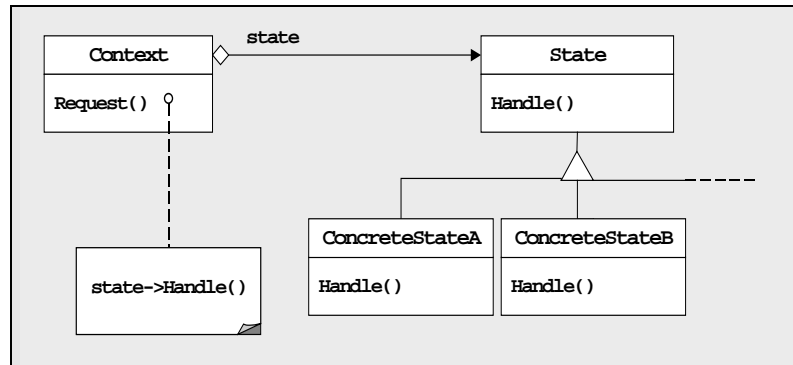 Context
state
State
Request()
Handle()
ConcreteStateA
ConcreteStateB
state->Handle()
Handle()
Handle()